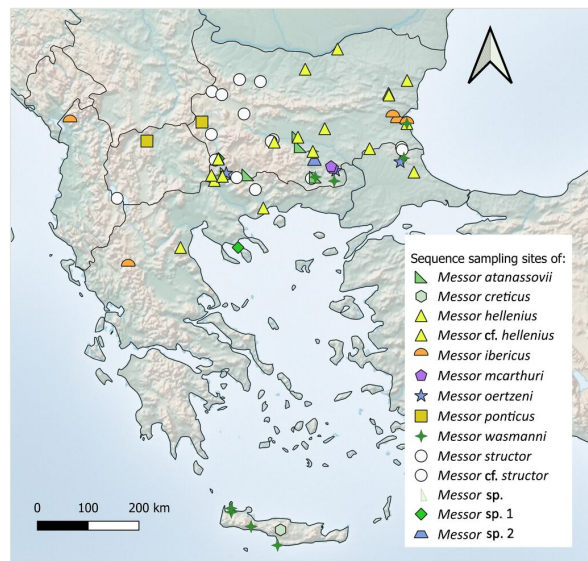 Sequence sampling sites of:
Messor atanassovii
Messor creticus
Messor hellenius
Messor cf. hellenius
Messor ibericus
Messor mcarthuri
Messor oertzeni
Messor ponticus
Messor wasmanni
Messor structor
Messor cf. structor
Messor sp.
Messor sp. 1
Messor sp. 2
0 100 200 km